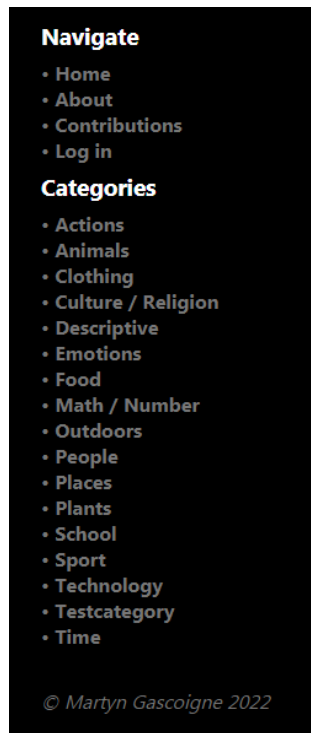 Navigate
• Home
• About
• Contributions
• Log in
Categories
• Actions
• Animals
• Clothing
• Culture / Religion
• Descriptive
• Emotions
• Food
• Math / Number
• Outdoors
• People
• Places
• Plants
• School
• Sport
• Technology
• Testcategory
• Time
© Martyn Gascoigne 2022